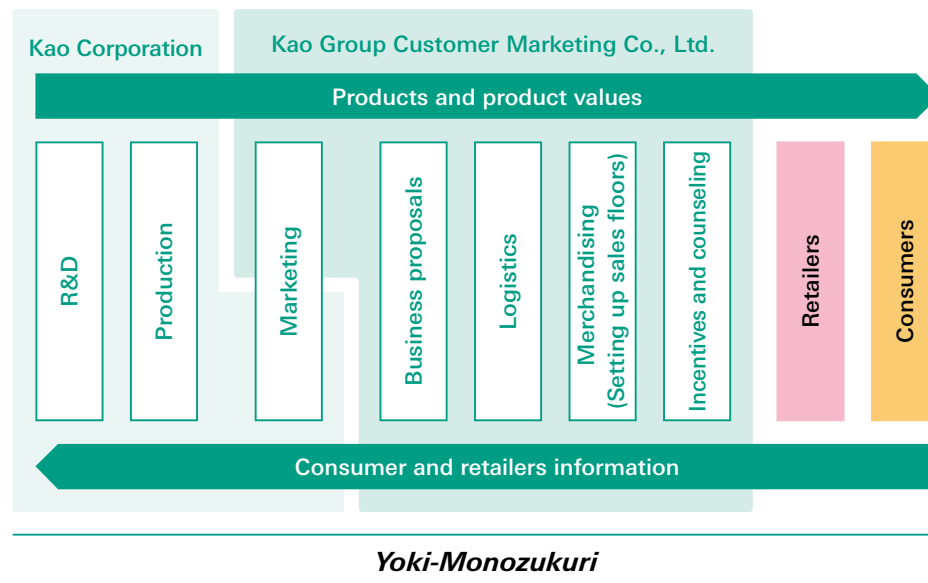 Kao Corporation
Kao Group Customer Marketing Co., Ltd.
Products and product values
R&D
Production
Marketing
Business proposals
Logistics
Merchandising
(Setting up sales floors)
Incentives and counseling
Retailers
Consumers
Consumer and retailers information
Yoki-Monozukuri